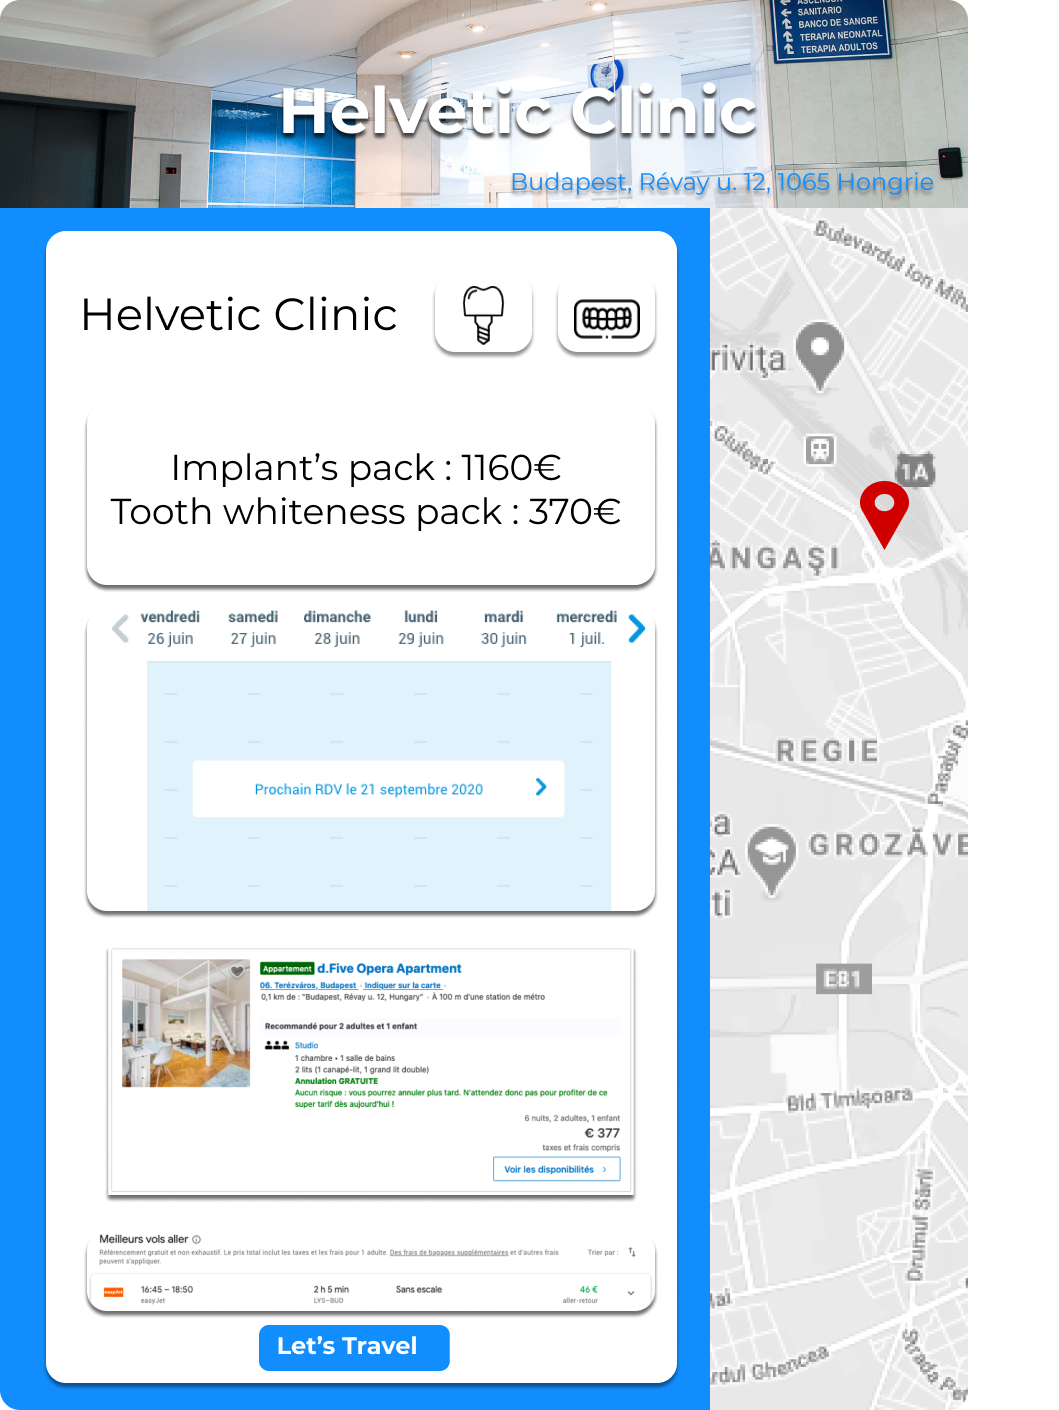 ASCENSOR
SANITARIO
BANCO DE SANGRE
TERAPIA NEONATAL
TERAPIA ADULTOS
Helvetic Clinic
Budapest, Révay u. 12, 1065 Hongrie
Helvetic Clinic
Implant’s pack : 1160€
Tooth whiteness pack : 370€
vendredi samedi dimanche lundi mardi mercredi
26 juin 27 juin 28 juin 29 juin 30 juin 1 juil.
Prochain RDV le 21 septembre 2020
Appartement d.Five Opera Apartment
06. Terézváros, Budapest · Indiquer sur la carte ·
0,1 km de : "Budapest, Révay u. 12, Hungary" · À 100 m d'une station de métro
Recommandé pour 2 adultes et 1 enfant
Studio
1 chambre • 1 salle de bains
2 lits (1 canapé-lit, 1 grand lit double)
Annulation GRATUITE
Aucun risque : vous pourrez annuler plus tard. N'attendez donc pas pour profiter de ce
super tarif dès aujourd'hui !
6 nuits, 2 adultes, 1 enfant
€ 377
taxes et frais compris
Voir les disponibilités
Meilleurs vols aller
Référencement gratuit et non exhaustif. Le prix total inclut les taxes et les frais pour 1 adulte. Des frais de bagages supplémentaires et d'autres frais
peuvent s'appliquer.
Trier par :
easyJet 16:45 – 18:50 2 h 5 min Sans escale 46 €
easyJet LYS–BUD aller-retour
Let’s Travel
Bulevardul Ion Mih
riviţa
Giuleşti
1A
ÂNGAŞI
REGIE
Pasajul B
a
CA
ti
GROZĂVE
E81
Bld Timişoara
Drumul Sării
ai
rdul Ghencea
Strada Per